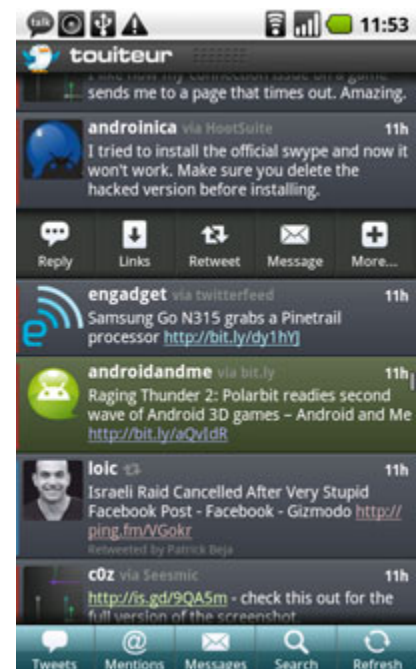 talk 11:53
touiteur
I like how my connection issue on a game
sends me to a page that times out. Amazing.
androinica via HootSuite 11h
I tried to install the official swype and now it
won't work. Make sure you delete the
hacked version before installing.
Reply Links Retweet Message More...
engadget via twitterfeed 11h
Samsung Go N315 grabs a Pinetrail
processor http://bit.ly/dy1hYJ
androidandme via bit.ly 11h
Raging Thunder 2: Polarbit readies second
wave of Android 3D games – Android and Me
http://bit.ly/aQvIdR
loic 11h
Israeli Raid Cancelled After Very Stupid
Facebook Post - Facebook - Gizmodo http://
ping.fm/VGokr
Retweeted by Patrick Beja
c0z via Seesmic 11h
http://is.gd/9QA5m - check this out for the
full version of the screenshot.
Tweets Mentions Messages Search Refresh